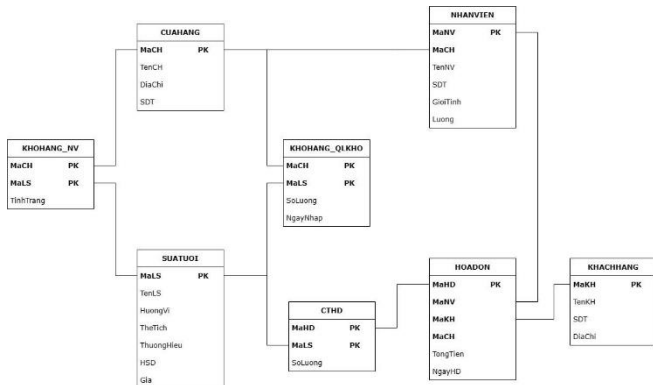 CUAHANG
MaCH PK
TenCH
DiaChi
SDT
NHANVIEN
MaNV PK
MaCH
TenNV
SDT
GioiTinh
Luong
KHOHANG_NV
MaCH PK
MaLS PK
TinhTrang
KHOHANG_QLKHO
MaCH PK
MaLS PK
SoLuong
NgayNhap
SUATUOI
MaLS PK
TenLS
HuongVi
TheTich
ThuongHieu
HSD
Gia
CTHD
MaHD PK
MaLS PK
SoLuong
HOADON
MaHD PK
MaNV
MaKH
MaCH
TongTien
NgayHD
KHACHHANG
MaKH PK
TenKH
SDT
DiaChi